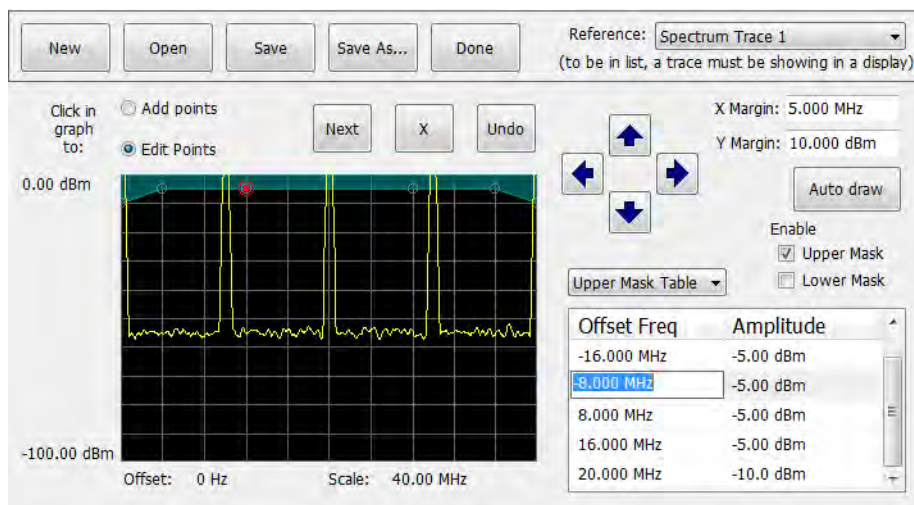 New Open Save Save As... Done Reference: Spectrum Trace 1
(to be in list, a trace must be showing in a display)
Click in graph to:
Add points
Edit Points
Next X Undo
X Margin: 5.000 MHz
Y Margin: 10.000 dBm
Auto draw
Enable
Upper Mask
Lower Mask
0.00 dBm
-100.00 dBm
Offset: 0 Hz Scale: 40.00 MHz
Upper Mask Table
Offset Freq Amplitude
-16.000 MHz -5.00 dBm
-8.000 MHz -5.00 dBm
8.000 MHz -5.00 dBm
16.000 MHz -5.00 dBm
20.000 MHz -10.0 dBm